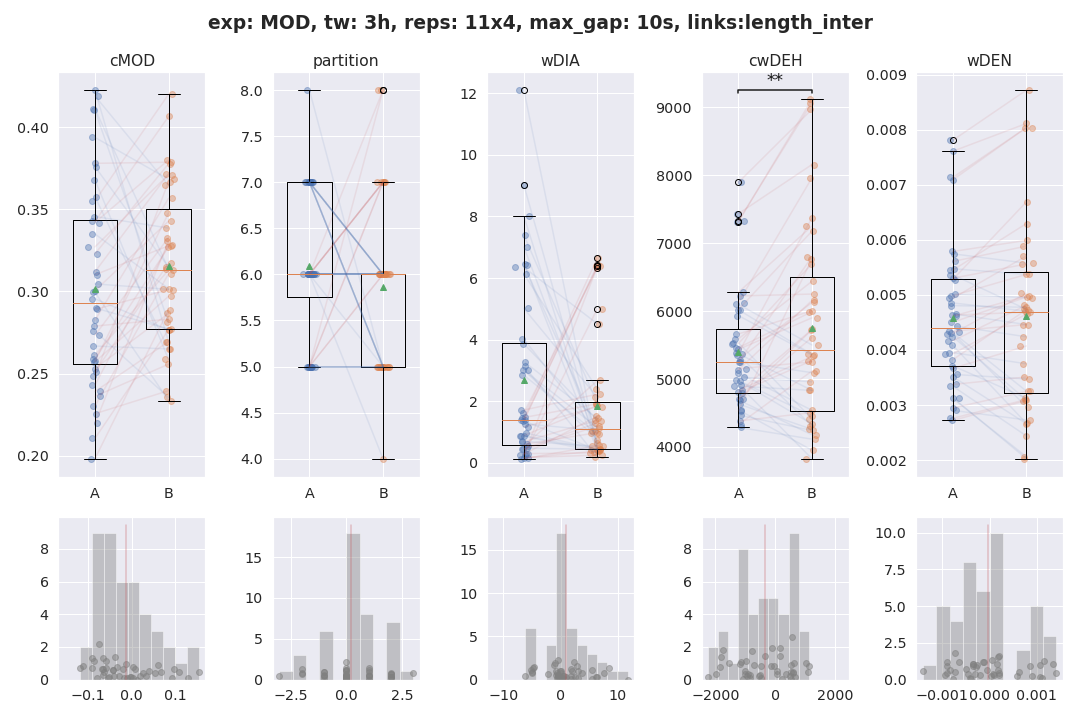 exp: MOD, tw: 3h, reps: 11x4, max_gap: 10s, links:length_inter
cMOD partition wDIA cwDEH wDEN
0.40 0.35 0.30 0.25 0.20
8.0 7.5 7.0 6.5 6.0 5.5 5.0 4.5 4.0
12 10 8 6 4 2 0
**
9000 8000 7000 6000 5000 4000
0.009 0.008 0.007 0.006 0.005 0.004 0.003 0.002
A B A B A B A B A B
8 6 4 2 0
15 10 5 0
15 10 5 0
8 6 4 2 0
10.0 7.5 5.0 2.5 0.0
−0.1 0.0 0.1
−2.5 0.0 2.5
−10 0 10
−2000 0 2000
−0.001 0.000 0.001